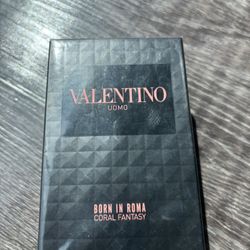 VALENTINO
UOMO
BORN IN ROMA
CORAL FANTASY